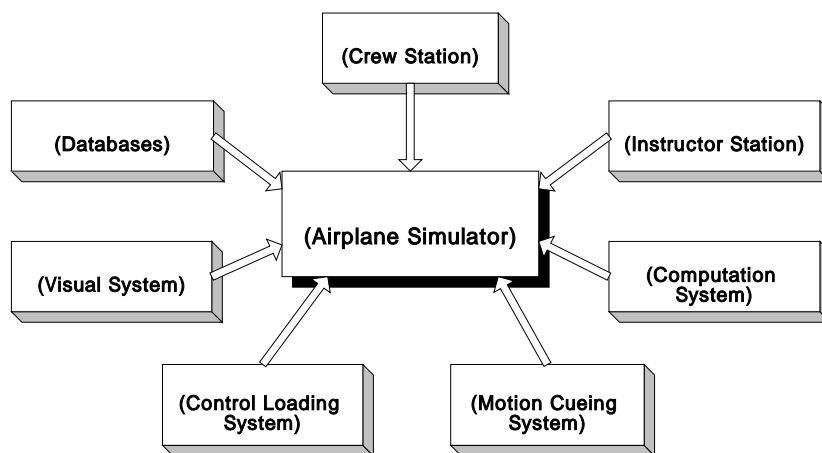 (Crew Station)
(Databases)
(Instructor Station)
(Airplane Simulator)
(Visual System)
(Computation
System)
(Control Loading
System)
(Motion Cueing
System)